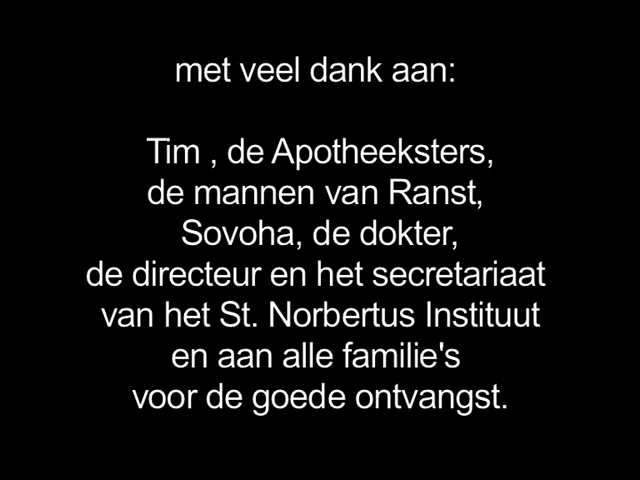 met veel dank aan:
Tim , de Apotheeksters,
de mannen van Ranst,
Sovoha, de dokter,
de directeur en het secretariaat
van het St. Norbertus Instituut
en aan alle familie's
voor de goede ontvangst.